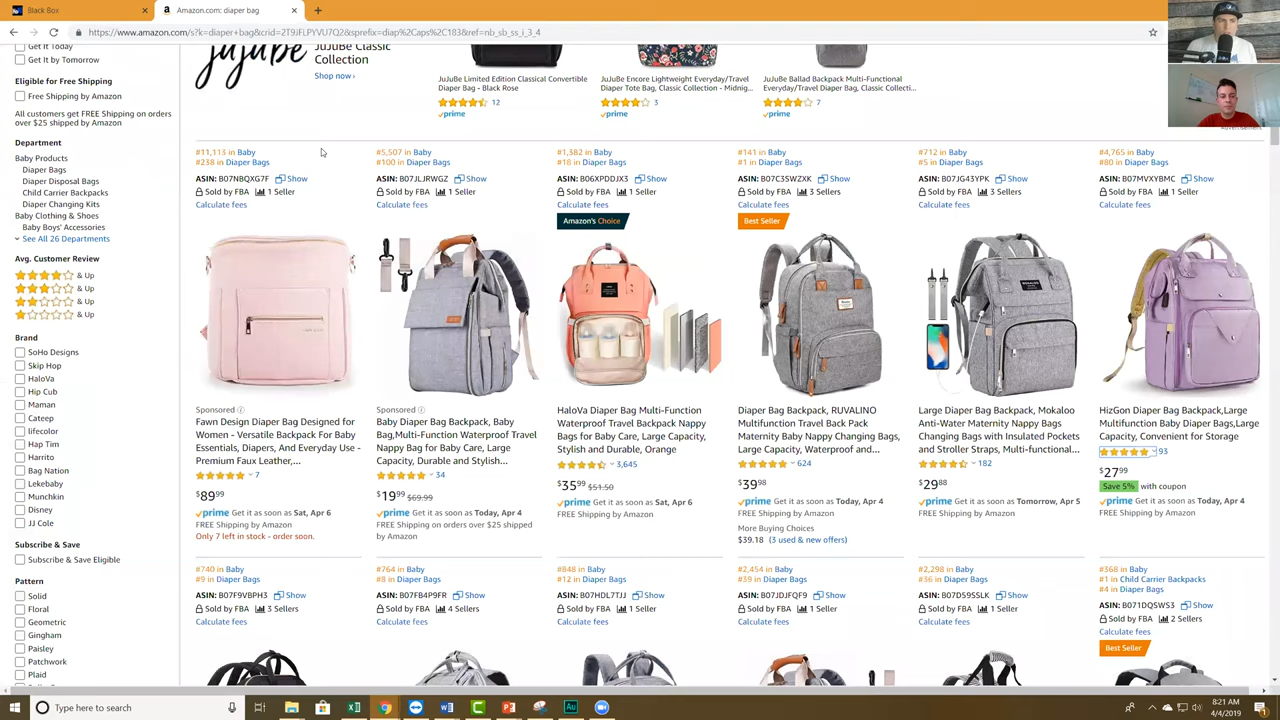 Black Box
Amazon.com: diaper bag
https://www.amazon.com/s?k=diaper+bag&crid=2T9JFLPYVU7Q2&sprefix=diap%2Caps%2C183&ref=nb_sb_ss_i_3_4
Get It Today
Get It by Tomorrow
Eligible for Free Shipping
Free Shipping by Amazon
All customers get FREE Shipping on orders
over $25 shipped by Amazon
Department
Baby Products
Diaper Bags
Diaper Disposal Bags
Child Carrier Backpacks
Diaper Changing Kits
Baby Clothing & Shoes
Baby Boys' Accessories
See All 26 Departments
Avg. Customer Review
& Up
& Up
& Up
& Up
Brand
SoHo Designs
Skip Hop
HaloVa
Hip Cub
Maman
Cateep
lifecolor
Hap Tim
Harrito
Bag Nation
Lekebaby
Munchkin
Disney
JJ Cole
Subscribe & Save
Subscribe & Save Eligible
Pattern
Solid
Floral
Geometric
Gingham
Paisley
Patchwork
Plaid
JuJuBe
JuJuBe Classic
Collection
Shop now ›
JuJuBe Limited Edition Classical Convertible
Diaper Bag - Black Rose
12
prime
JuJuBe Encore Lightweight Everyday/Travel
Diaper Tote Bag, Classic Collection - Midnig...
3
prime
JuJuBe Ballad Backpack Multi-Functional
Everyday/Travel Diaper Bag, Classic Collecti...
7
prime
#11,113 in Baby
#238 in Diaper Bags
ASIN: B07NBQXG7F Show
Sold by FBA 1 Seller
Calculate fees
Sponsored
Fawn Design Diaper Bag Designed for
Women - Versatile Backpack For Baby
Essentials, Diapers, And Everyday Use -
Premium Faux Leather,...
7
$89.99
prime Get it as soon as Sat, Apr 6
FREE Shipping by Amazon
Only 7 left in stock - order soon.
#5,507 in Baby
#100 in Diaper Bags
ASIN: B07JLJRWGZ Show
Sold by FBA 1 Seller
Calculate fees
Sponsored
Baby Diaper Bag Backpack, Baby
Bag,Multi-Function Waterproof Travel
Nappy Bag for Baby Care, Large
Capacity, Durable and Stylish...
34
$19.99 $69.99
prime Get it as soon as Today, Apr 4
FREE Shipping on orders over $25 shipped
by Amazon
#1,382 in Baby
#18 in Diaper Bags
ASIN: B06XPDDJX3 Show
Sold by FBA 1 Seller
Calculate fees
Amazon's Choice
HaloVa Diaper Bag Multi-Function
Waterproof Travel Backpack Nappy
Bags for Baby Care, Large Capacity,
Stylish and Durable, Orange
3,645
$35.99 $51.50
prime Get it as soon as Sat, Apr 6
FREE Shipping by Amazon
#141 in Baby
#1 in Diaper Bags
ASIN: B07C3SWZXK Show
Sold by FBA 3 Sellers
Calculate fees
Best Seller
Diaper Bag Backpack, RUVALINO
Multifunction Travel Back Pack
Maternity Baby Nappy Changing Bags,
Large Capacity, Waterproof and...
624
$39.98
prime Get it as soon as Today, Apr 4
FREE Shipping by Amazon
More Buying Choices
$39.18 (3 used & new offers)
#712 in Baby
#5 in Diaper Bags
ASIN: B07JG43YPK Show
Sold by FBA 3 Sellers
Calculate fees
MOKALOO
Large Diaper Bag Backpack, Mokaloo
Anti-Water Maternity Nappy Bags
Changing Bags with Insulated Pockets
and Stroller Straps, Multi-functional...
182
$29.88
prime Get it as soon as Tomorrow, Apr 5
FREE Shipping by Amazon
#4,765 in Baby
#80 in Diaper Bags
ASIN: B07MVXYBMC Show
Sold by FBA 1 Seller
Calculate fees
HizGon Diaper Bag Backpack,Large
Multifunction Baby Diaper Bags,Large
Capacity, Convenient for Storage
93
$27.99
Save 5% with coupon
prime Get it as soon as Today, Apr 4
FREE Shipping by Amazon
#740 in Baby
#9 in Diaper Bags
ASIN: B07F9VBPH3 Show
Sold by FBA 3 Sellers
Calculate fees
#764 in Baby
#8 in Diaper Bags
ASIN: B07FB4P9FR Show
Sold by FBA 4 Sellers
Calculate fees
#848 in Baby
#12 in Diaper Bags
ASIN: B07HDL7TJJ Show
Sold by FBA 1 Seller
Calculate fees
#2,454 in Baby
#39 in Diaper Bags
ASIN: B07JDJFQF9 Show
Sold by FBA 1 Seller
Calculate fees
#2,298 in Baby
#36 in Diaper Bags
ASIN: B07DS9SSLK Show
Sold by FBA 1 Seller
Calculate fees
#368 in Baby
#1 in Child Carrier Backpacks
#4 in Diaper Bags
ASIN: B071DQSWS3 Show
Sold by FBA 2 Sellers
Calculate fees
Best Seller
Type here to search
8:21 AM
4/4/2019